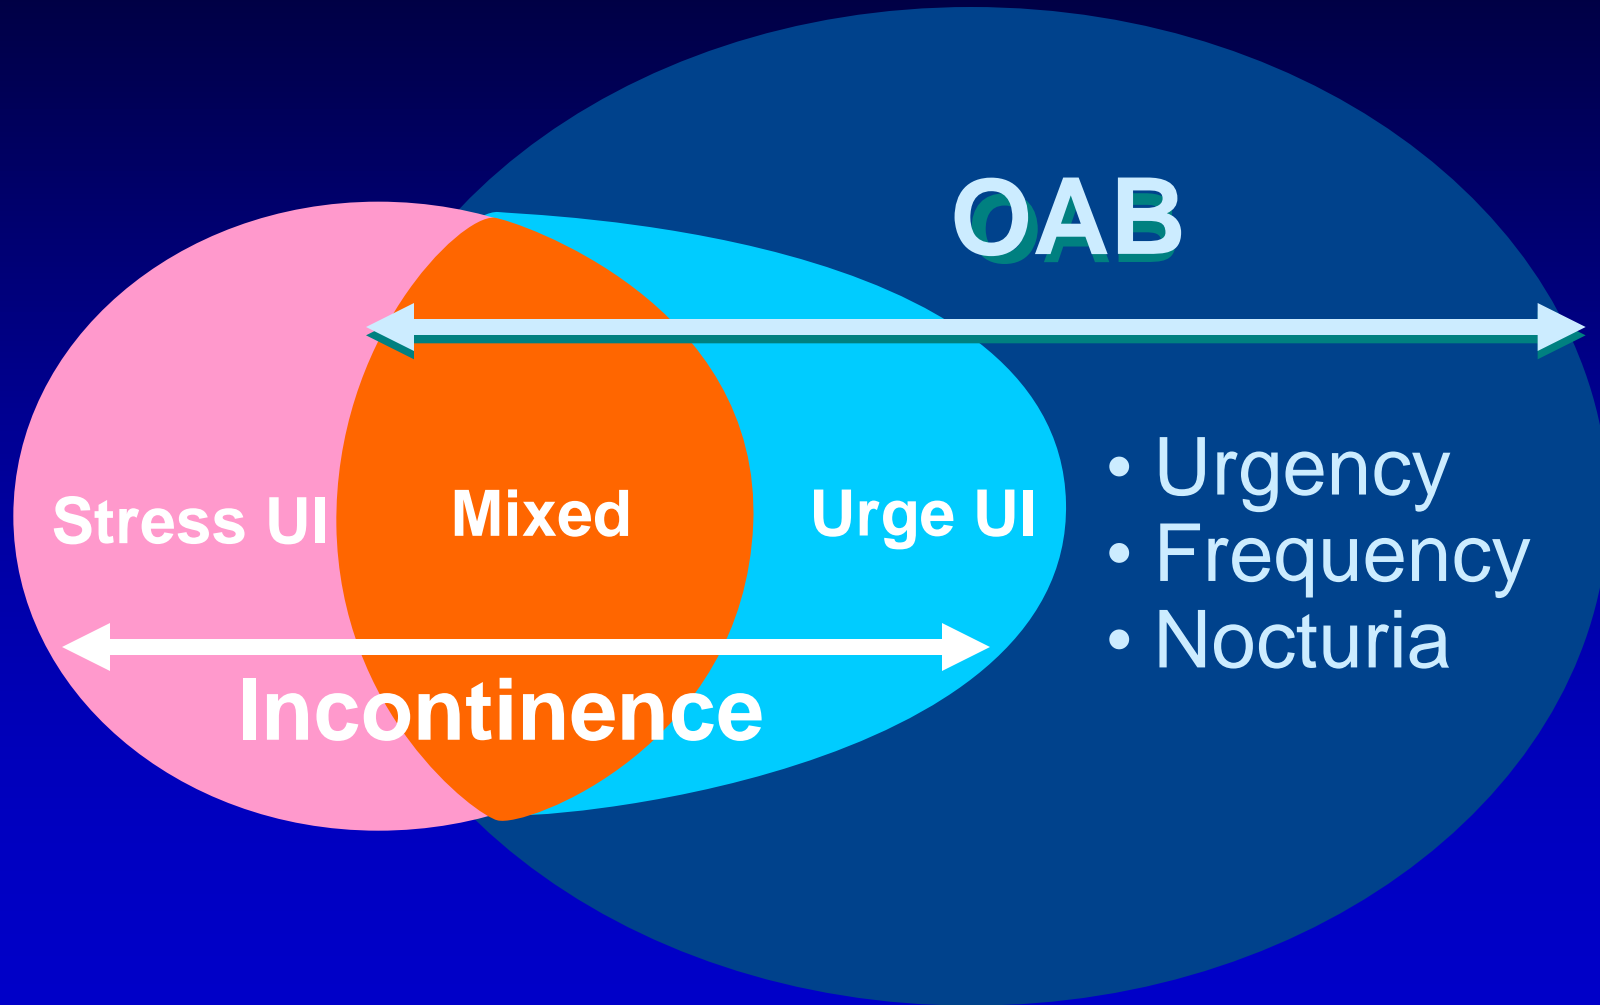 OAB
Stress UI
Mixed
Urge UI
• Urgency
• Frequency
• Nocturia
Incontinence